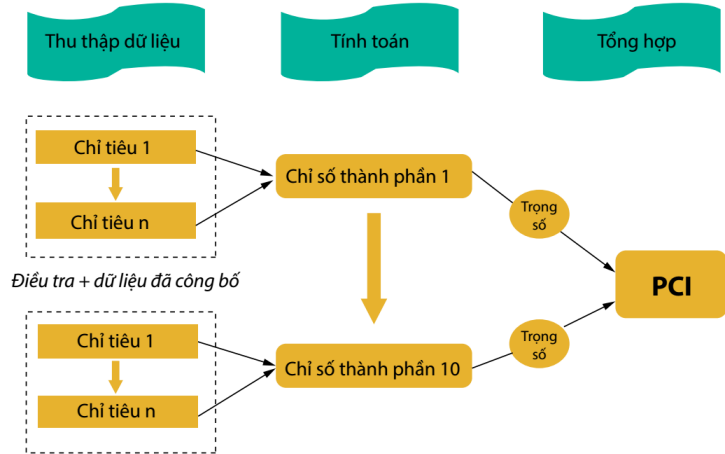 Thu thập dữ liệu
Tính toán
Tổng hợp
Chỉ tiêu 1
Chỉ tiêu n
Chỉ số thành phần 1
Trọng
số
Điều tra + dữ liệu đã công bố
PCI
Chỉ tiêu 1
Chỉ tiêu n
Chỉ số thành phần 10
Trọng
số